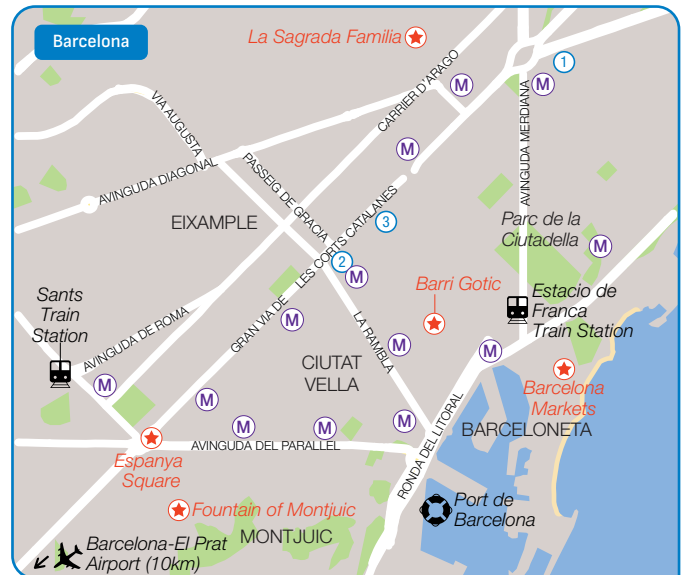 Barcelona
La Sagrada Familia
1
M
M
CARRIER D'ARAGO
VIA AUGUSTA
AVINGUDA MERDIANA
M
PASSEIG DE GRACIA
AVINGUDA DIAGONAL
EIXAMPLE
LES CORTS CATALANES
3
Parc de la
Ciutadella
M
2
M
Barri Gotic
Sants
Train
Station
Estacio de
Franca
Train Station
GRAN VIA DE
M
LA RAMBLA
AVINGUDA DE ROMA
M
M
CIUTAT
VELLA
M
Barcelona
Markets
M
M
M
M
BARCELONETA
RONDA DEL LITORAL
AVINGUDA DEL PARALLEL
Espanya
Square
Fountain of Montjuic
Port de
Barcelona
MONTJUIC
Barcelona-El Prat
Airport (10km)